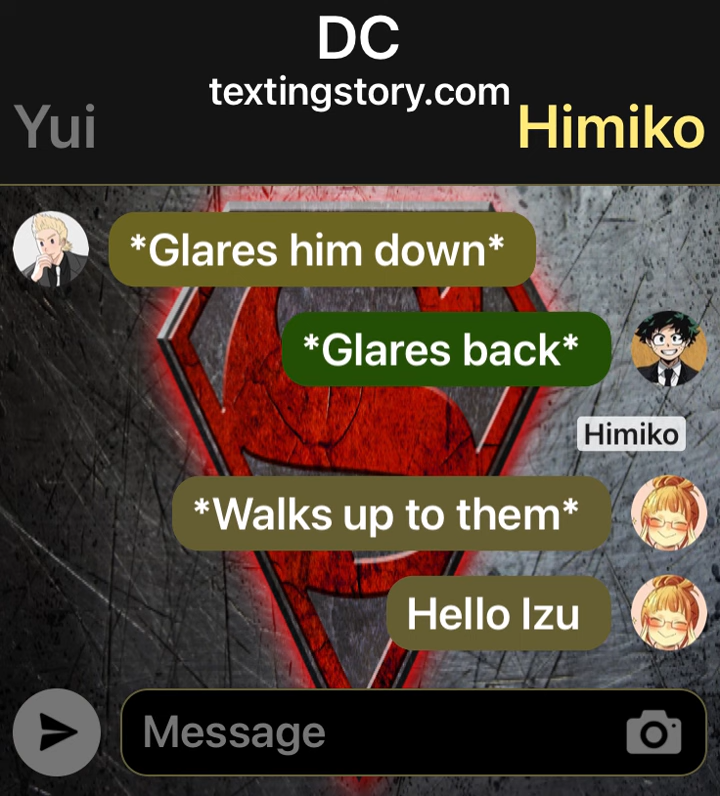 DC
textingstory.com
Yui
Himiko
*Glares him down*
*Glares back*
Himiko
*Walks up to them*
Hello Izu
Message